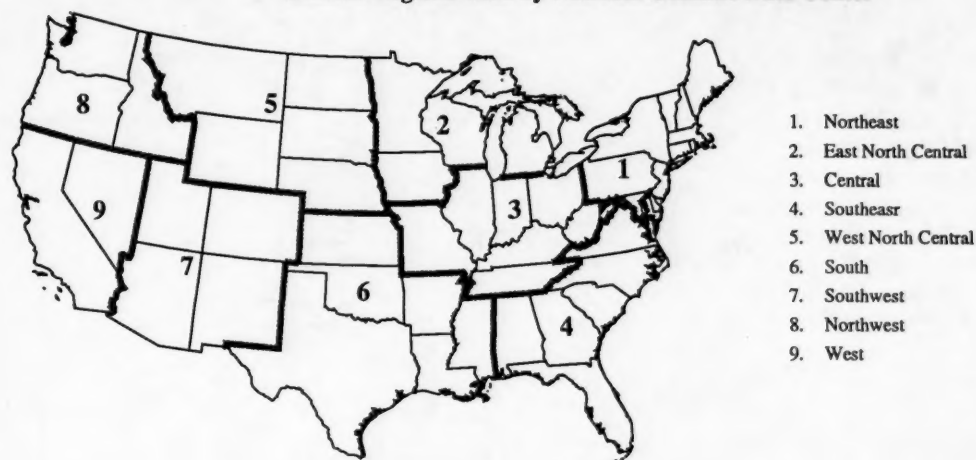 8
5
2
1
9
3
7
6
4
1. Northeast
2. East North Central
3. Central
4. Southeasr
5. West North Central
6. South
7. Southwest
8. Northwest
9. West